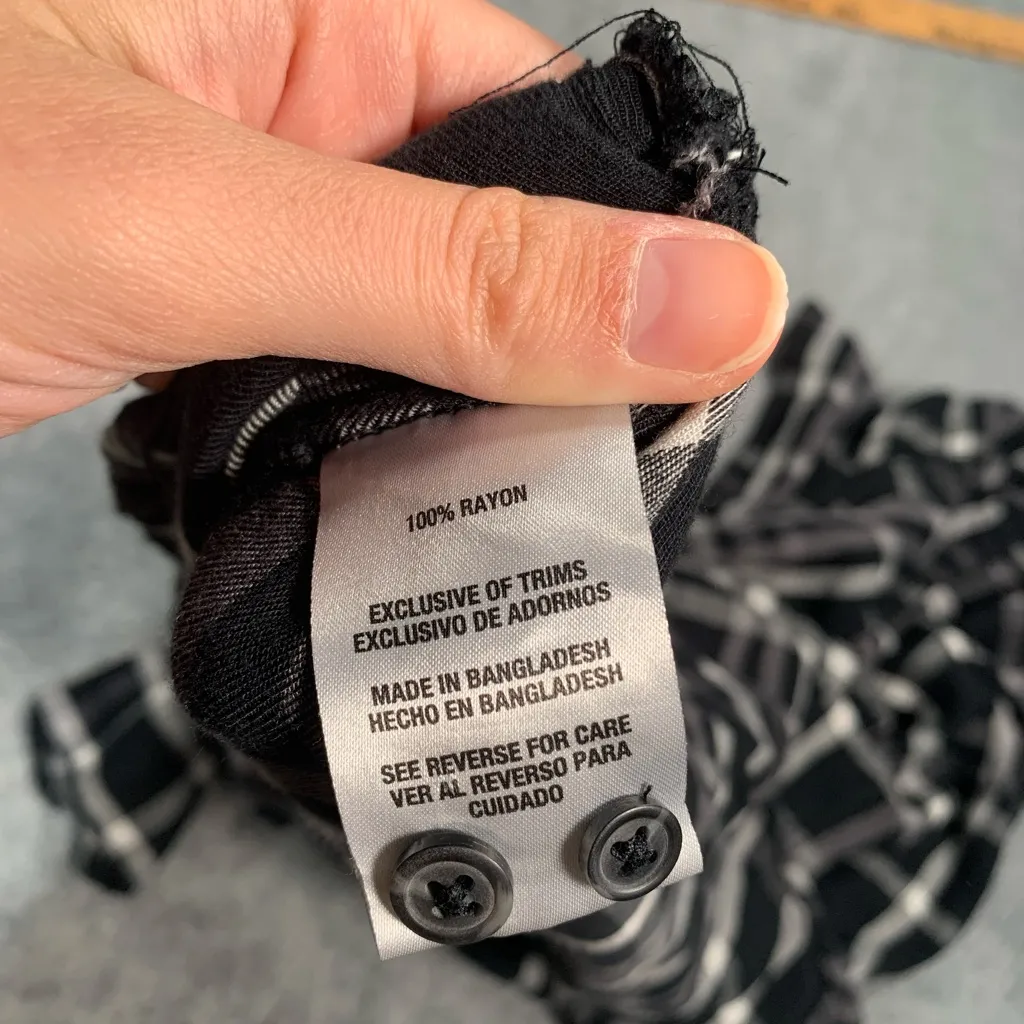 100% RAYON
EXCLUSIVE OF TRIMS
EXCLUSIVO DE ADORNOS
MADE IN BANGLADESH
HECHO EN BANGLADESH
SEE REVERSE FOR CARE
VER AL REVERSO PARA
CUIDADO